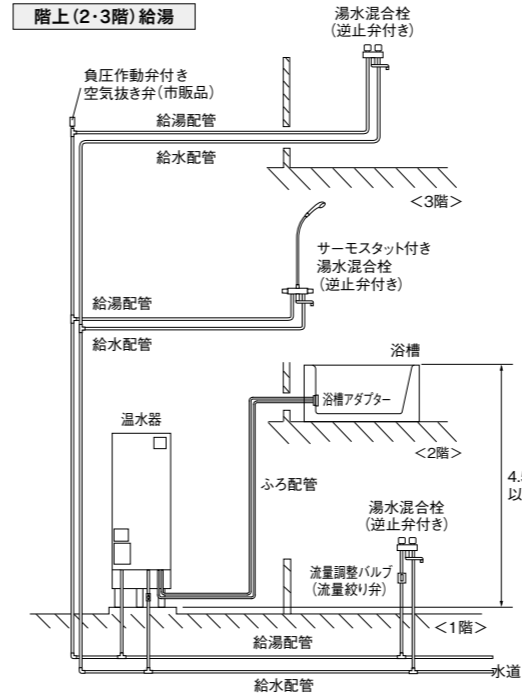 階上(2・3階)給湯
湯水混合栓
(逆止弁付き)
負圧作動弁付き
空気抜き弁(市販品)
給湯配管
給水配管
<3階>
サーモスタット付き
湯水混合栓
(逆止弁付き)
給湯配管
給水配管
浴槽
浴槽アダプター
温水器
<2階>
ふろ配管
4.
以
湯水混合栓
(逆止弁付き)
流量調整バルブ
(流量絞り弁)
<1階>
給湯配管
水道
給水配管